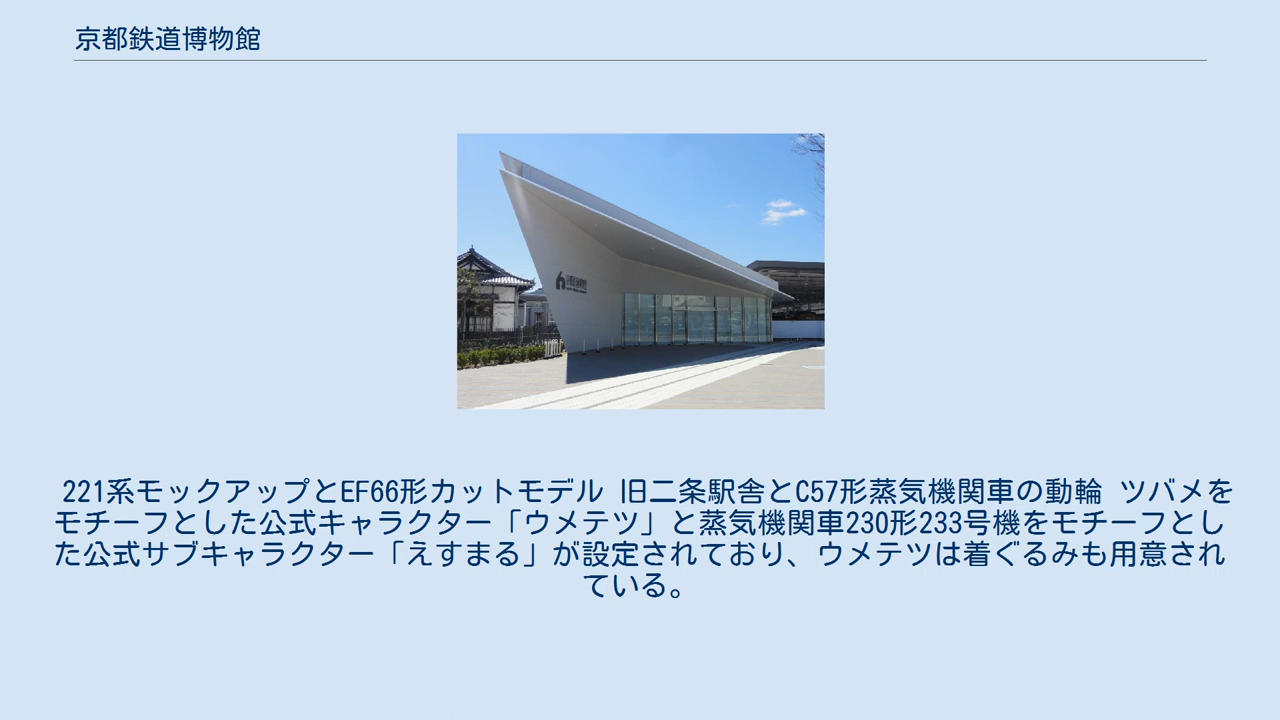 京都鉄道博物館
221系モックアップとEF66形カットモデル 旧二条駅舎とC57形蒸気機関車の動輪 ツバメを
モチーフとした公式キャラクター「ウメテツ」と蒸気機関車230形233号機をモチーフとし
た公式サブキャラクター「えすまる」が設定されており、ウメテツは着ぐるみも用意され
ている。